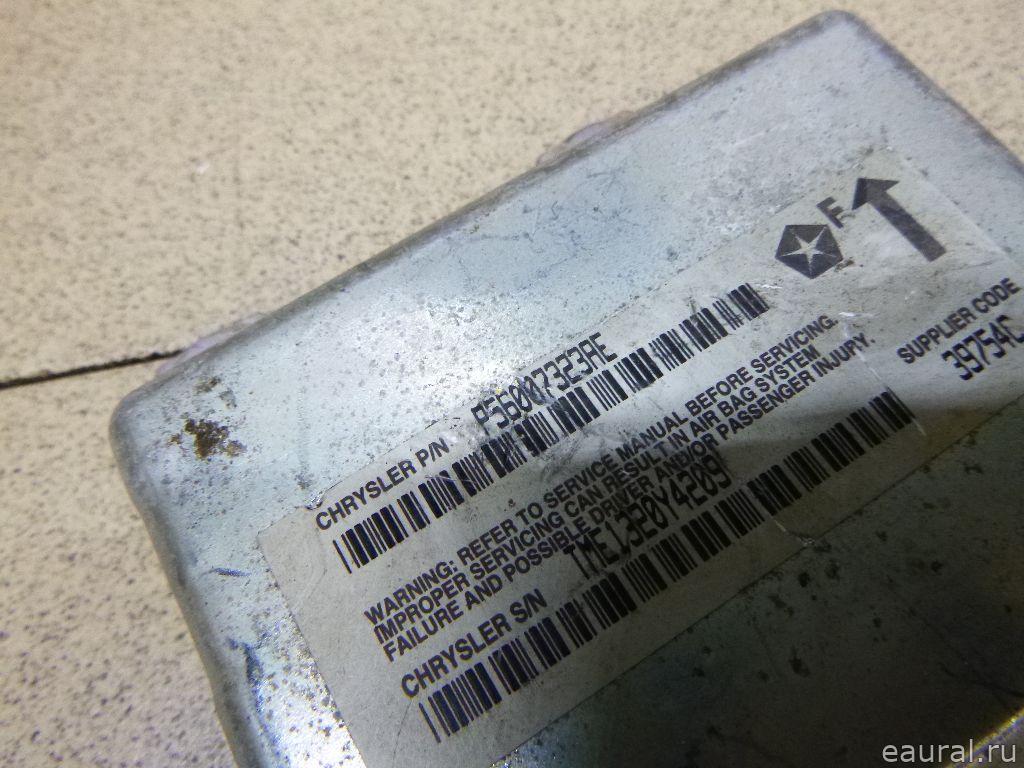 F
CHRYSLER P/N P56007323AE
WARNING: REFER TO SERVICE MANUAL BEFORE SERVICING.
IMPROPER SERVICING CAN RESULT IN AIR BAG SYSTEM
FAILURE AND POSSIBLE DRIVER AND/OR PASSENGER INJURY.
CHRYSLER S/N TME1320Y4209
SUPPLIER CODE
39754C
eaural.ru